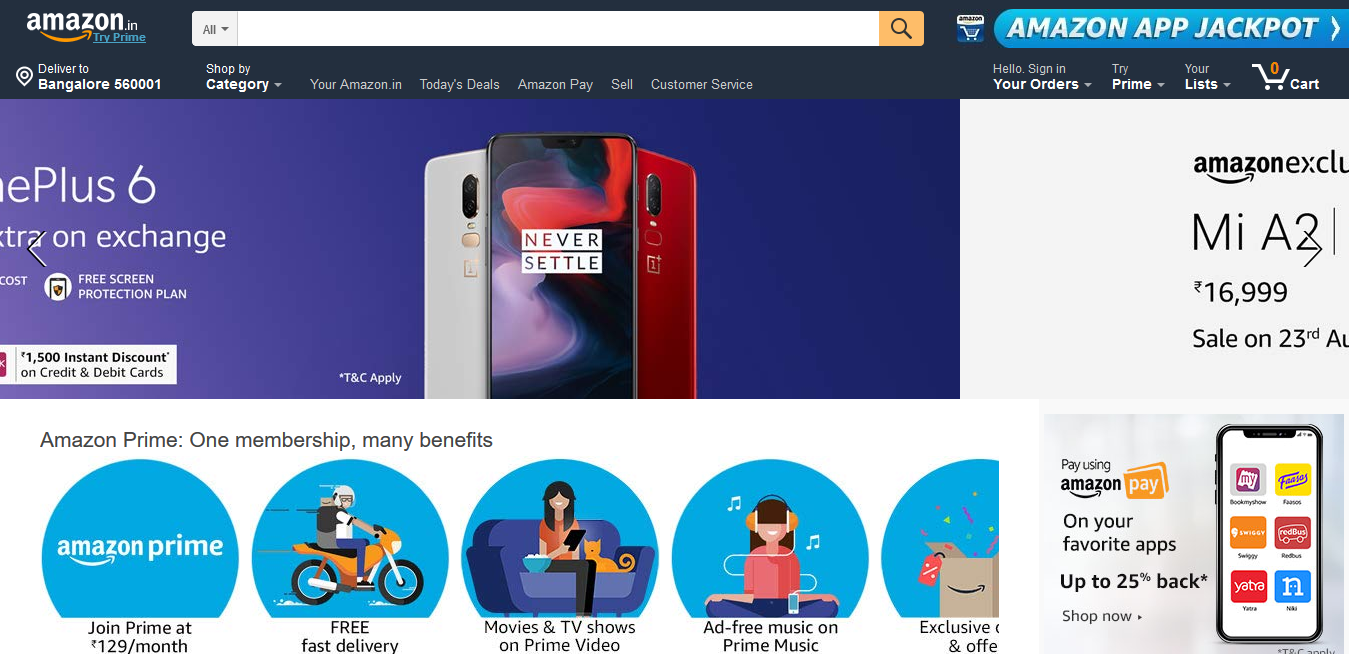 amazon.in
Try Prime
All
amazon
AMAZON APP JACKPOT
Deliver to
Bangalore 560001
Shop by
Category
Your Amazon.in
Today's Deals
Amazon Pay
Sell
Customer Service
Hello. Sign in
Your Orders
Try
Prime
Your
Lists
0
Cart
ePlus 6
xtra on exchange
COST
FREE SCREEN
PROTECTION PLAN
₹1,500 Instant Discount*
on Credit & Debit Cards
*T&C Apply
NEVER
SETTLE
amazonexclu
Mi A2
₹16,999
Sale on 23rd Au
Amazon Prime: One membership, many benefits
amazon prime
Join Prime at
₹129/month
FREE
fast delivery
Movies & TV shows
on Prime Video
Ad-free music on
Prime Music
Exclusive
& offe
Pay using
amazon pay
On your
favorite apps
Up to 25% back*
Shop now
my
Bookmyshow
Faasos
Faasos
SWIGGY
Swiggy
redBus
Redbus
yatra
Yatra
n
Niki
*T&C apply